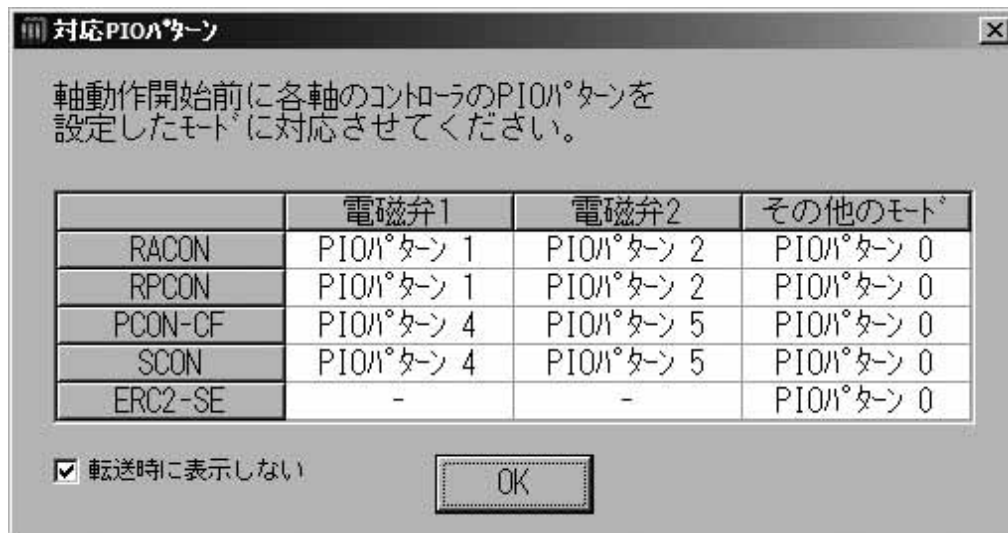 対応PIOﾊﾟﾀｰﾝ
軸動作開始前に各軸のｺﾝﾄﾛｰﾗのPIOﾊﾟﾀｰﾝを
設定したﾓｰﾄﾞに対応させてください。
電磁弁1 電磁弁2 その他のﾓｰﾄﾞ
RACON PIOﾊﾟﾀｰﾝ 1 PIOﾊﾟﾀｰﾝ 2 PIOﾊﾟﾀｰﾝ 0
RPCON PIOﾊﾟﾀｰﾝ 1 PIOﾊﾟﾀｰﾝ 2 PIOﾊﾟﾀｰﾝ 0
PCON-CF PIOﾊﾟﾀｰﾝ 4 PIOﾊﾟﾀｰﾝ 5 PIOﾊﾟﾀｰﾝ 0
SCON PIOﾊﾟﾀｰﾝ 4 PIOﾊﾟﾀｰﾝ 5 PIOﾊﾟﾀｰﾝ 0
ERC2-SE - - PIOﾊﾟﾀｰﾝ 0
転送時に表示しない OK